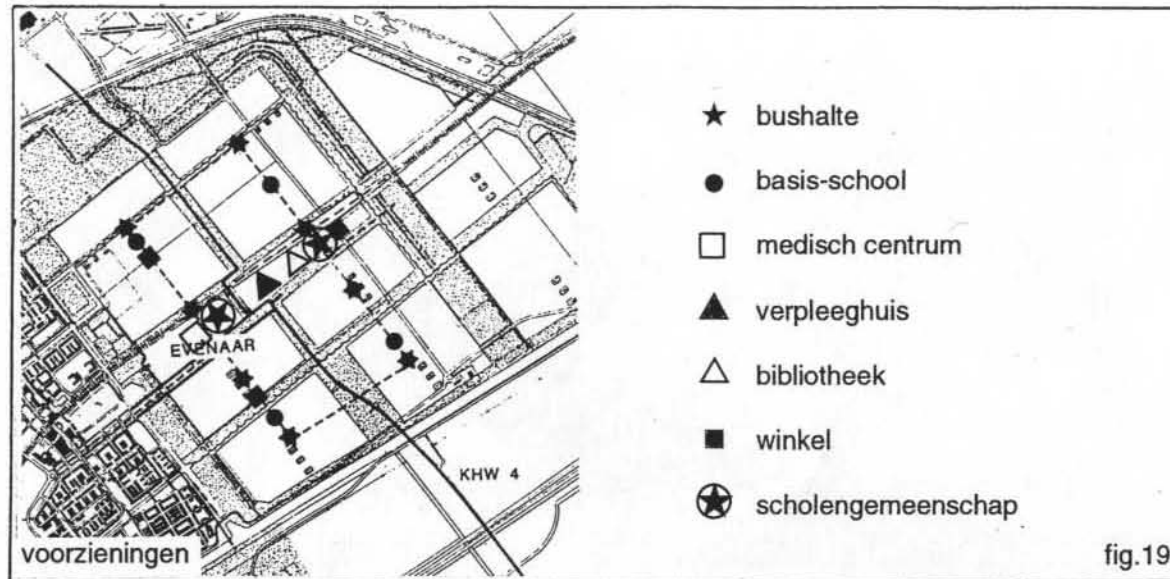 EVENAAR
KHW 4
voorzieningen
bushalte
basis-school
medisch centrum
verpleeghuis
bibliotheek
winkel
scholengemeenschap
fig.19